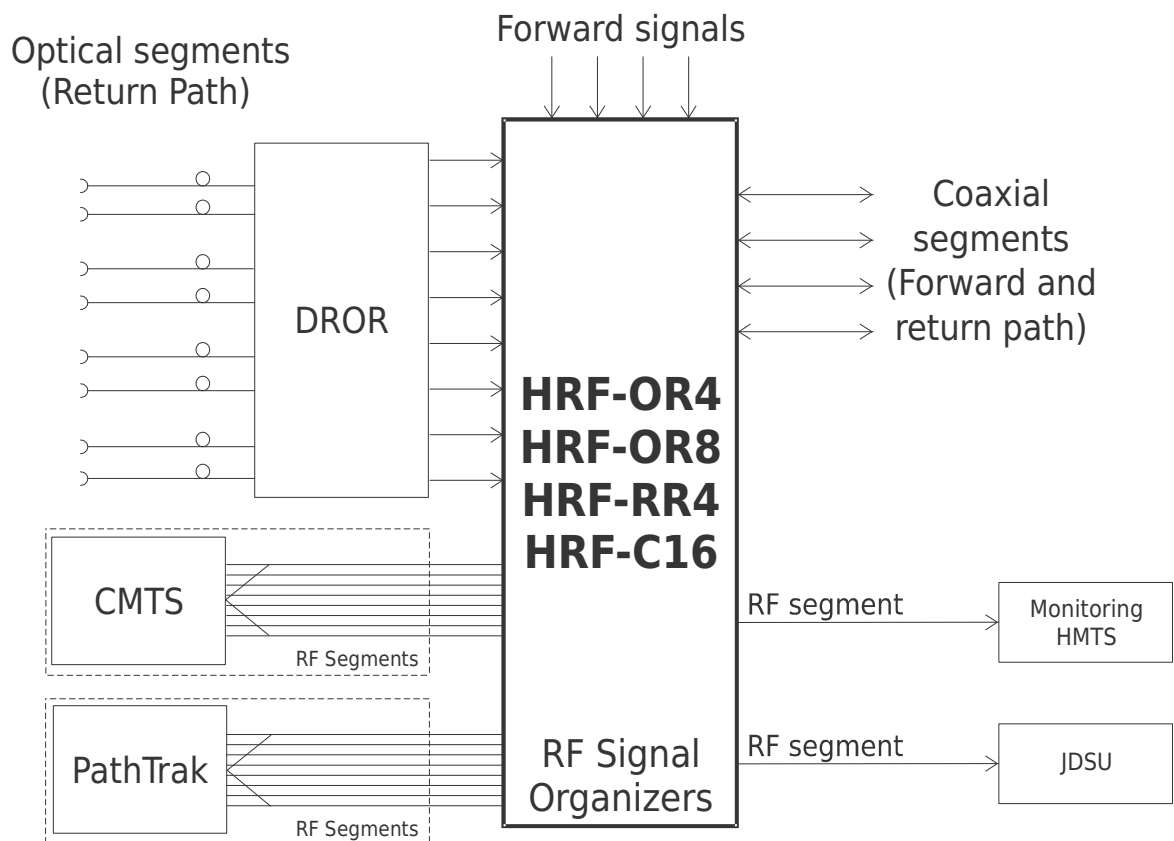 Forward signals
Optical segments
(Return Path)
DROR
Coaxial
segments
(Forward and
return path)
HRF-OR4
HRF-OR8
HRF-RR4
HRF-C16
CMTS
RF Segments
RF segment
Monitoring
HMTS
PathTrak
RF Segments
RF Signal
Organizers
RF segment
JDSU